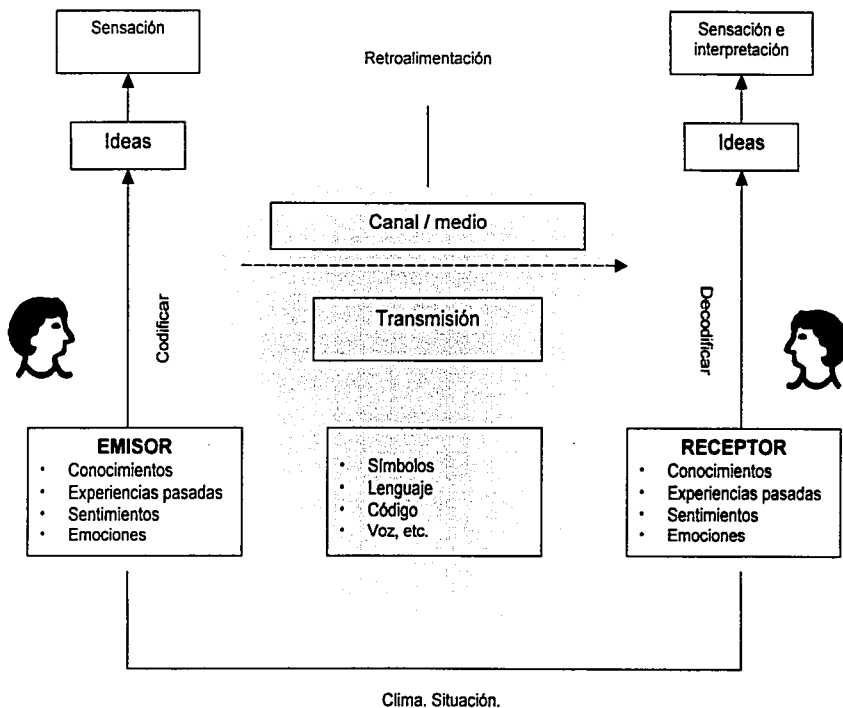 Sensación
Retroalimentación
Sensación e
interpretación
Ideas
Ideas
Canal / medio
Transmisión
Codificar
Decodificar
EMISOR
• Conocimientos
• Experiencias pasadas
• Sentimientos
• Emociones
• Símbolos
• Lenguaje
• Código
• Voz, etc.
RECEPTOR
• Conocimientos
• Experiencias pasadas
• Sentimientos
• Emociones
Clima. Situación.